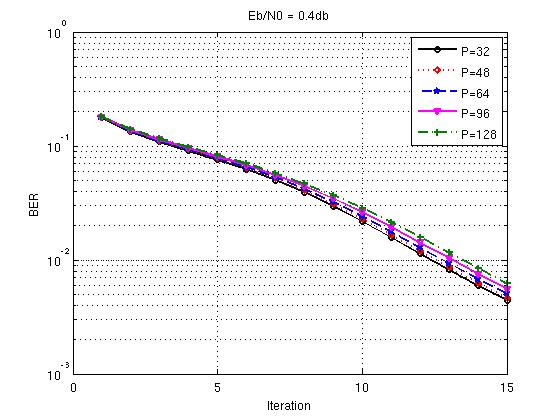 Eb/N0 = 0.4db
10^0
P=32
P=48
P=64
P=96
P=128
10^-1
BER
10^-2
10^-3
0 5 10 15
Iteration